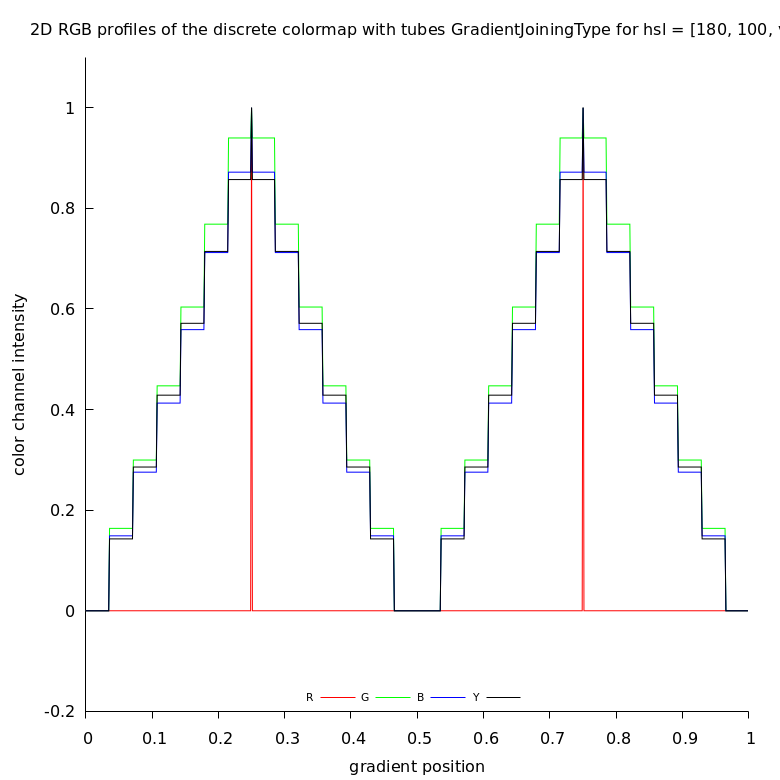 2D RGB profiles of the discrete colormap with tubes GradientJoiningType for hsl = [180, 100,
1
0.8
0.6
0.4
0.2
0
-0.2
color channel intensity
R G B Y
0 0.1 0.2 0.3 0.4 0.5 0.6 0.7 0.8 0.9 1
gradient position